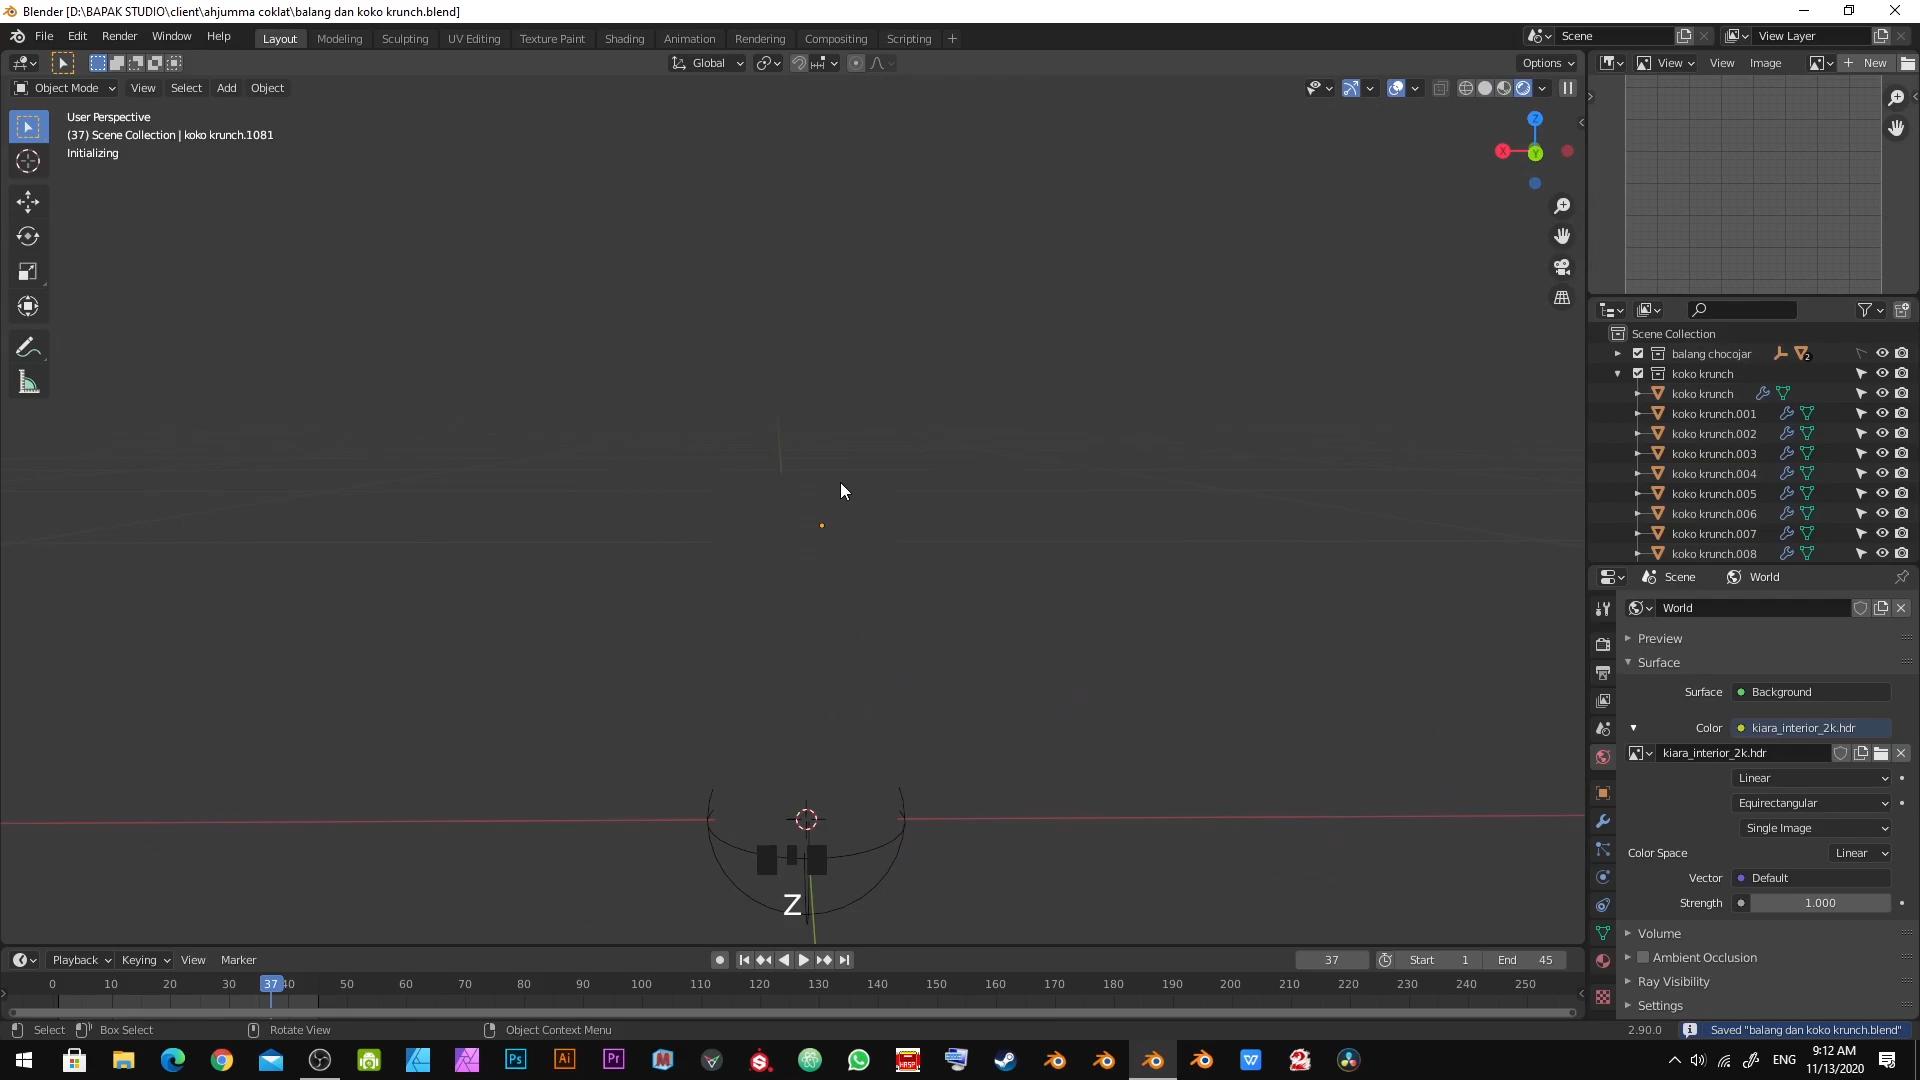 Blender [D:\BAPAK STUDIO\client\ahjumma coklat\balang dan koko krunch.blend]
File Edit Render Window Help Layout Modeling Sculpting UV Editing Texture Paint Shading Animation Rendering Compositing Scripting + Scene View Layer
Global Options View View Image New
Object Mode View Select Add Object
User Perspective
(37) Scene Collection | koko krunch.1081
Initializing
Z
X
Y
Scene Collection
balang chocojar 2
koko krunch
koko krunch
koko krunch.001
koko krunch.002
koko krunch.003
koko krunch.004
koko krunch.005
koko krunch.006
koko krunch.007
koko krunch.008
Scene World
World
Preview
Surface
Surface Background
Color kiara_interior_2k.hdr
kiara_interior_2k.hdr
Linear
Equirectangular
Single Image
Color Space Linear
Vector Default
Strength 1.000
Volume
Ambient Occlusion
Ray Visibility
Settings
Z
Playback Keying View Marker 37 Start 1 End 45
0 10 20 30 37 40 50 60 70 80 90 100 110 120 130 140 150 160 170 180 190 200 210 220 230 240 250
Select Box Select Rotate View Object Context Menu 2.90.0 Saved "balang dan koko krunch.blend"
Ps Ai Pr HASP W ENG 9:12 AM
11/13/2020